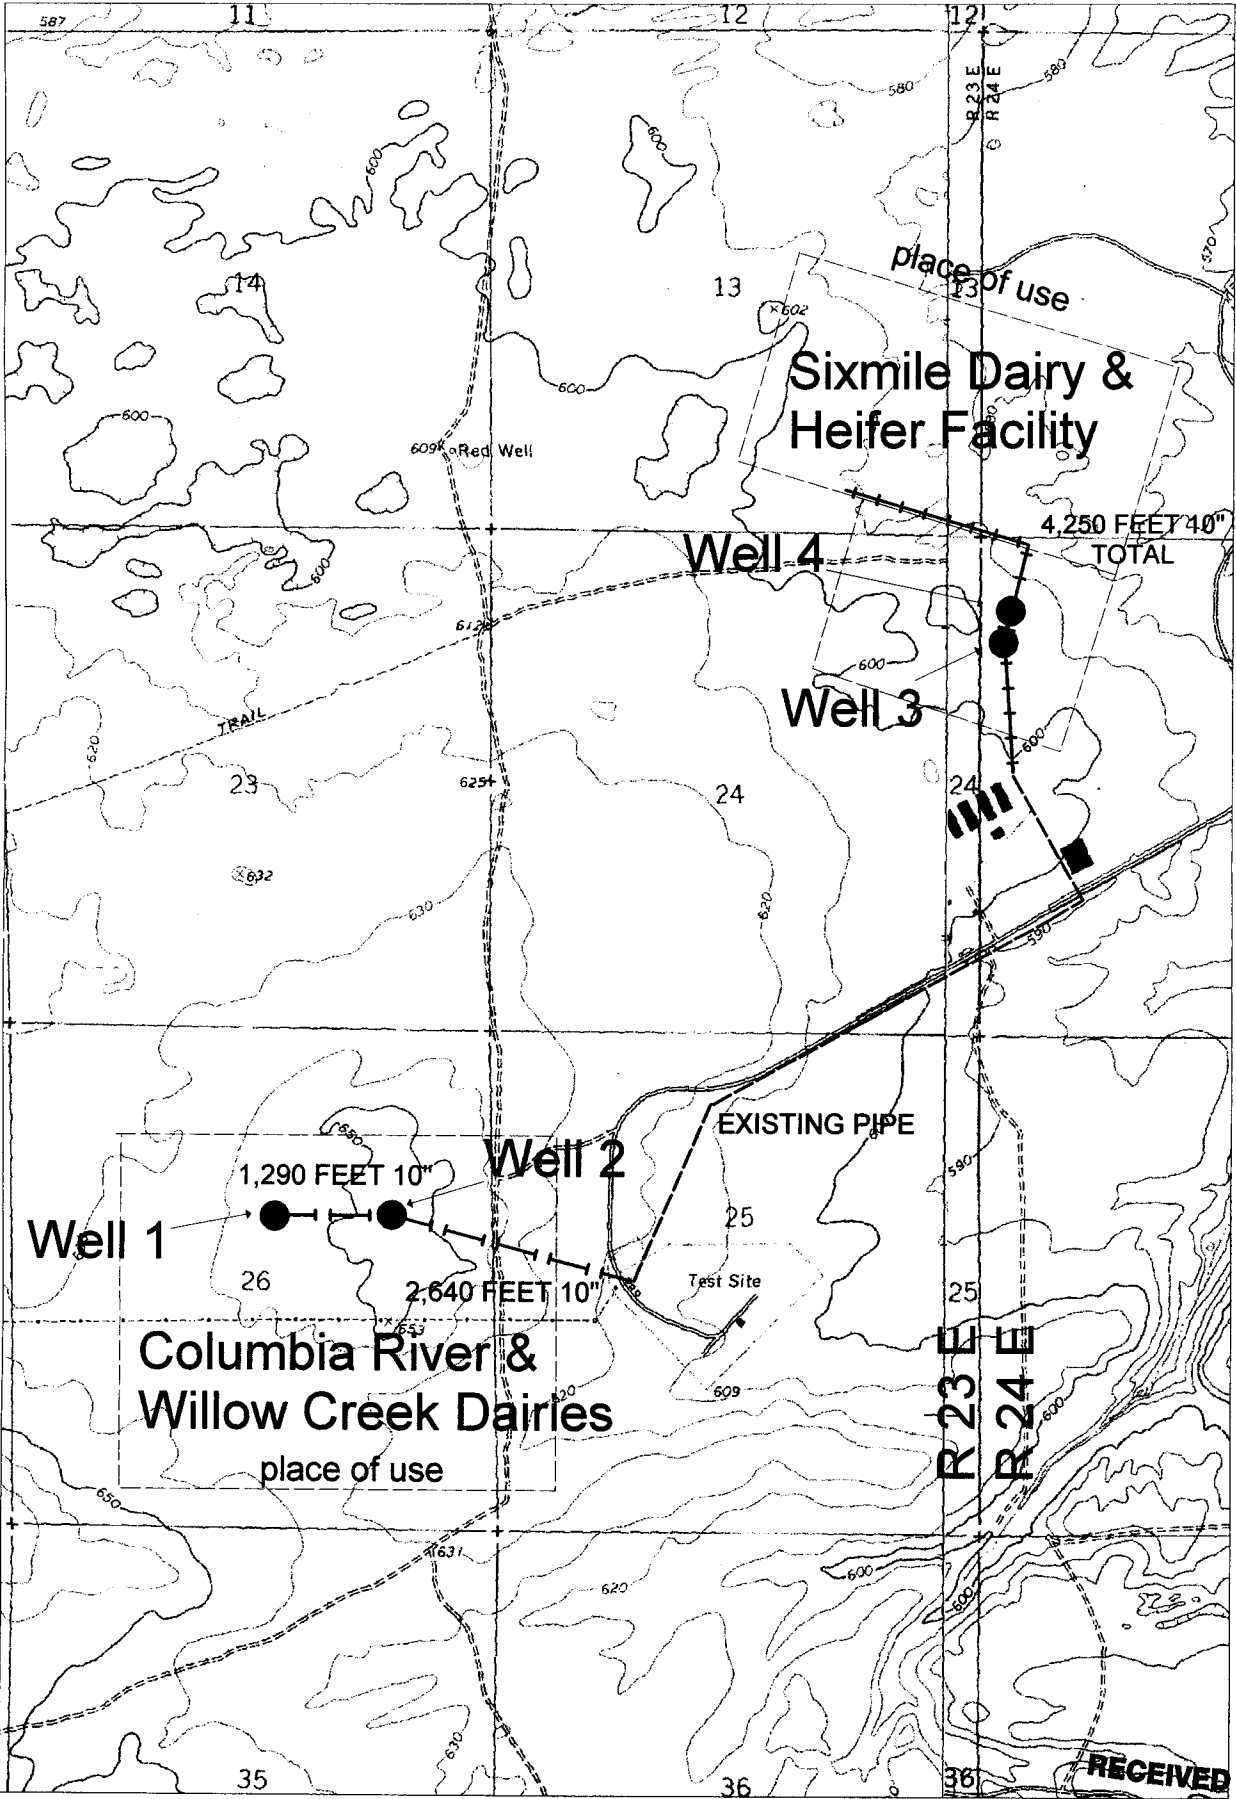 11
12
12
587
R 23 E
R 24 E
580
580
600
600
570
place of use
14
13
13
×602
Sixmile Dairy &
Heifer Facility
600
600
609
Red Well
4,250 FEET 10"
TOTAL
Well 4
600
612
600
Well 3
TRAIL
620
600
625
23
24
24
632
630
620
590
EXISTING PIPE
650
Well 2
1,290 FEET 10"
590
Well 1
25
26
Test Site
2,640 FEET 10"
25
653
Columbia River &
Willow Creek Dairies
620
609
R 23 E
R 24 E
600
place of use
650
631
620
600
600
630
35
36
36
RECEIVED